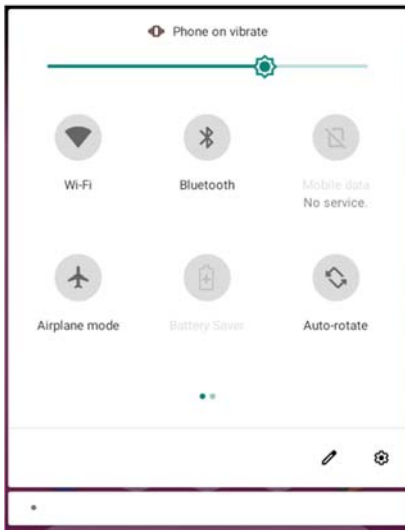 Phone on vibrate
Wi-Fi
Bluetooth
Mobile data
No service.
Airplane mode
Battery Saver
Auto-rotate